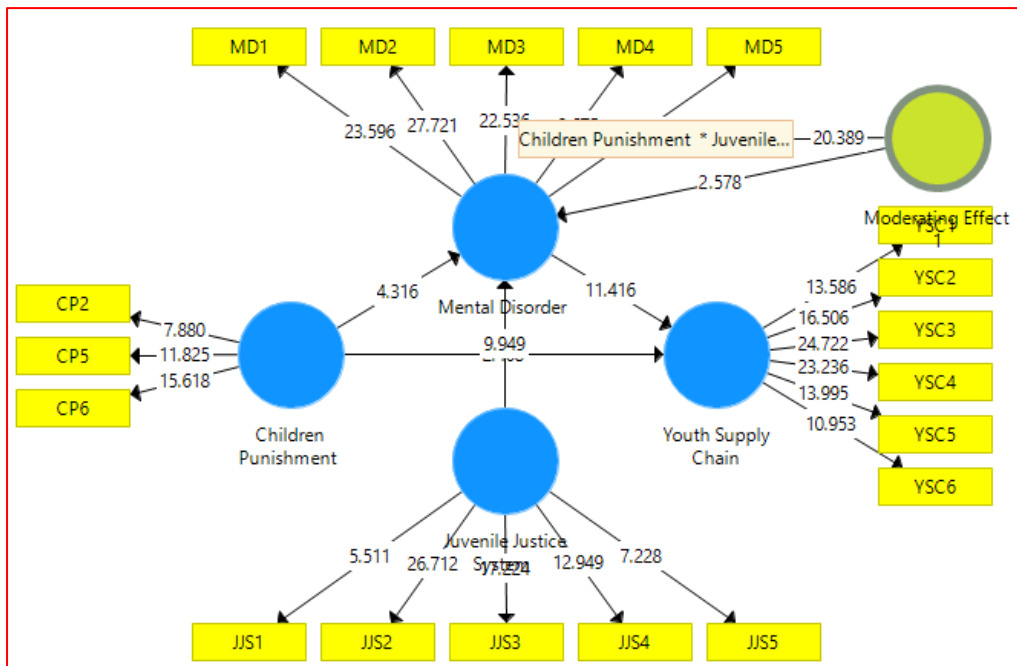 MD1
MD2
MD3
MD4
MD5
23.596
27.721
22.536
Children Punishment * Juvenile...
20.389
2.578
Moderating Effect
1
YSC1
YSC2
YSC3
YSC4
YSC5
YSC6
13.586
16.506
24.722
23.236
13.995
10.953
4.316
Mental Disorder
11.416
9.949
CP2
CP5
CP6
7.880
11.825
15.618
Children
Punishment
Youth Supply
Chain
Juvenile Justice
System
5.511
26.712
17.224
12.949
7.228
JJS1
JJS2
JJS3
JJS4
JJS5